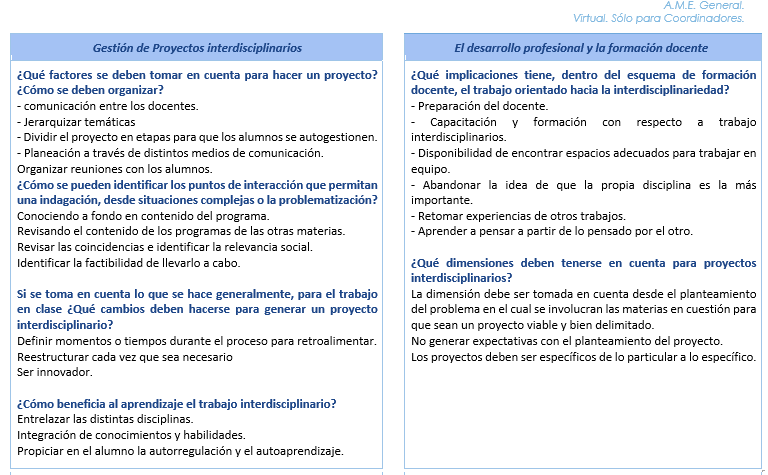 A.M.E. General.
Virtual. Sólo para Coordinadores.
Gestión de Proyectos interdisciplinarios
¿Qué factores se deben tomar en cuenta para hacer un proyecto?
¿Cómo se deben organizar?
- comunicación entre los docentes.
- Jerarquizar temáticas
- Dividir el proyecto en etapas para que los alumnos se autogestionen.
- Planeación a través de distintos medios de comunicación.
Organizar reuniones con los alumnos.
¿Cómo se pueden identificar los puntos de interacción que permitan
una indagación, desde situaciones complejas o la problematización?
Conociendo a fondo en contenido del programa.
Revisando el contenido de los programas de las otras materias.
Revisar las coincidencias e identificar la relevancia social.
Identificar la factibilidad de llevarlo a cabo.
Si se toma en cuenta lo que se hace generalmente, para el trabajo
en clase ¿Qué cambios deben hacerse para generar un proyecto
interdisciplinario?
Definir momentos o tiempos durante el proceso para retroalimentar.
Reestructurar cada vez que sea necesario
Ser innovador.
¿Cómo beneficia al aprendizaje el trabajo interdisciplinario?
Entrelazar las distintas disciplinas.
Integración de conocimientos y habilidades.
Propiciar en el alumno la autorregulación y el autoaprendizaje.
El desarrollo profesional y la formación docente
¿Qué implicaciones tiene, dentro del esquema de formación
docente, el trabajo orientado hacia la interdisciplinariedad?
- Preparación del docente.
- Capacitación y formación con respecto a trabajo
interdisciplinarios.
- Disponibilidad de encontrar espacios adecuados para trabajar en
equipo.
- Abandonar la idea de que la propia disciplina es la más
importante.
- Retomar experiencias de otros trabajos.
- Aprender a pensar a partir de lo pensado por el otro.
¿Qué dimensiones deben tenerse en cuenta para proyectos
interdisciplinarios?
La dimensión debe ser tomada en cuenta desde el planteamiento
del problema en el cual se involucran las materias en cuestión para
que sean un proyecto viable y bien delimitado.
No generar expectativas con el planteamiento del proyecto.
Los proyectos deben ser específicos de lo particular a lo específico.